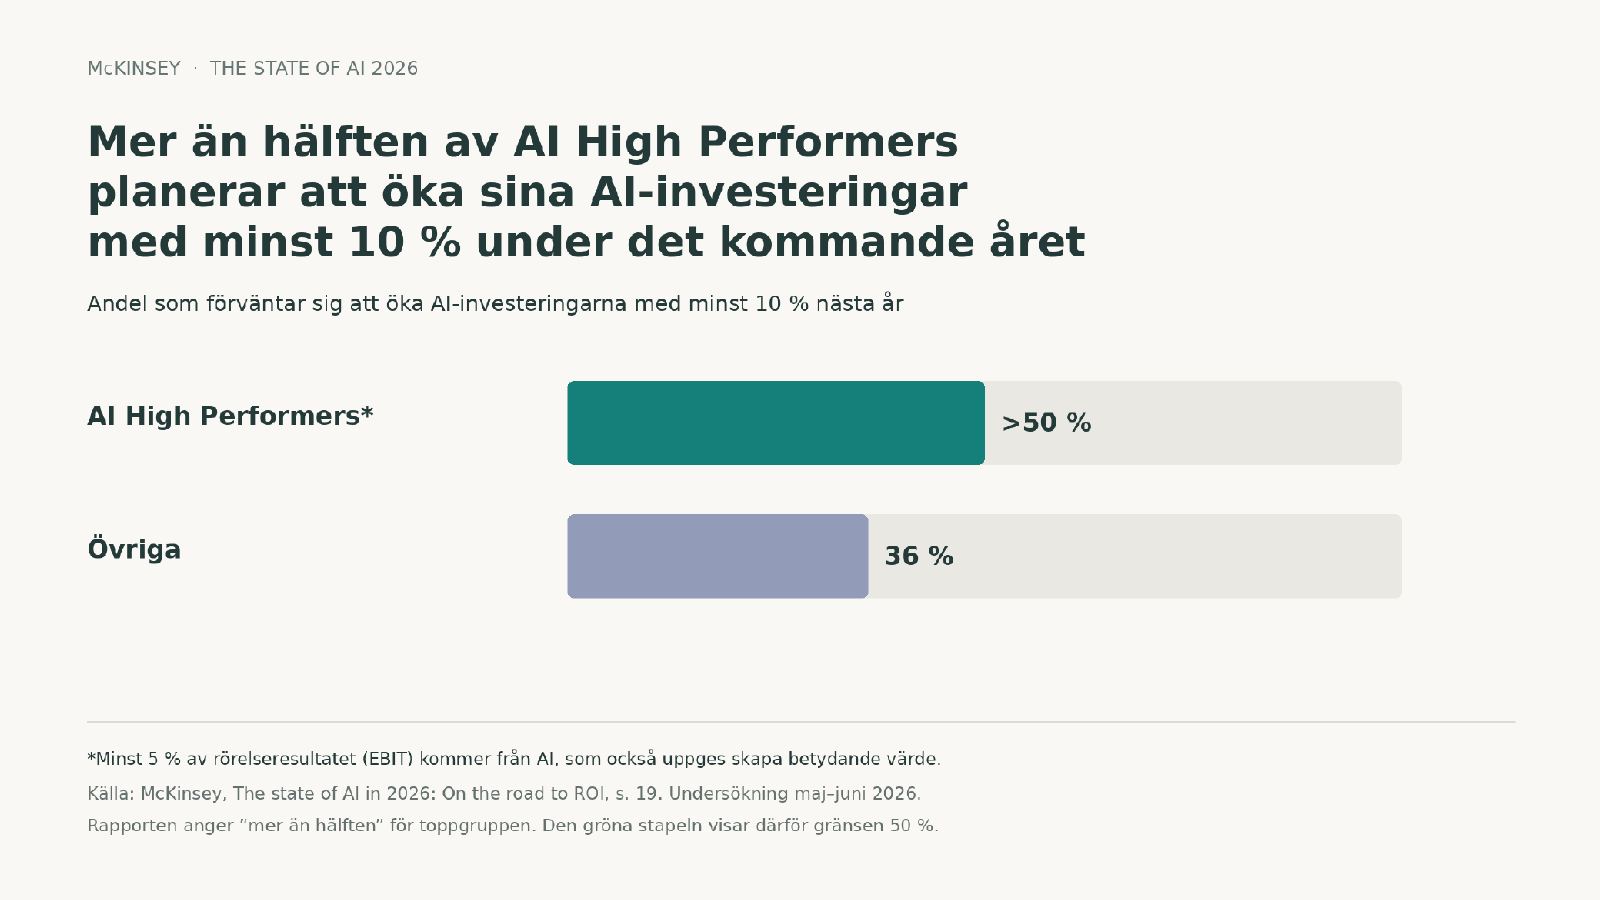 McKINSEY · THE STATE OF AI 2026
Mer än hälften av AI High Performers
planerar att öka sina AI-investeringar
med minst 10 % under det kommande året
Andel som förväntar sig att öka AI-investeringarna med minst 10 % nästa år
AI High Performers*
>50 %
Övriga
36 %
*Minst 5 % av rörelseresultatet (EBIT) kommer från AI, som också uppges skapa betydande värde.
Källa: McKinsey, The state of AI in 2026: On the road to ROI, s. 19. Undersökning maj–juni 2026.
Rapporten anger ”mer än hälften” för toppgruppen. Den gröna stapeln visar därför gränsen 50 %.